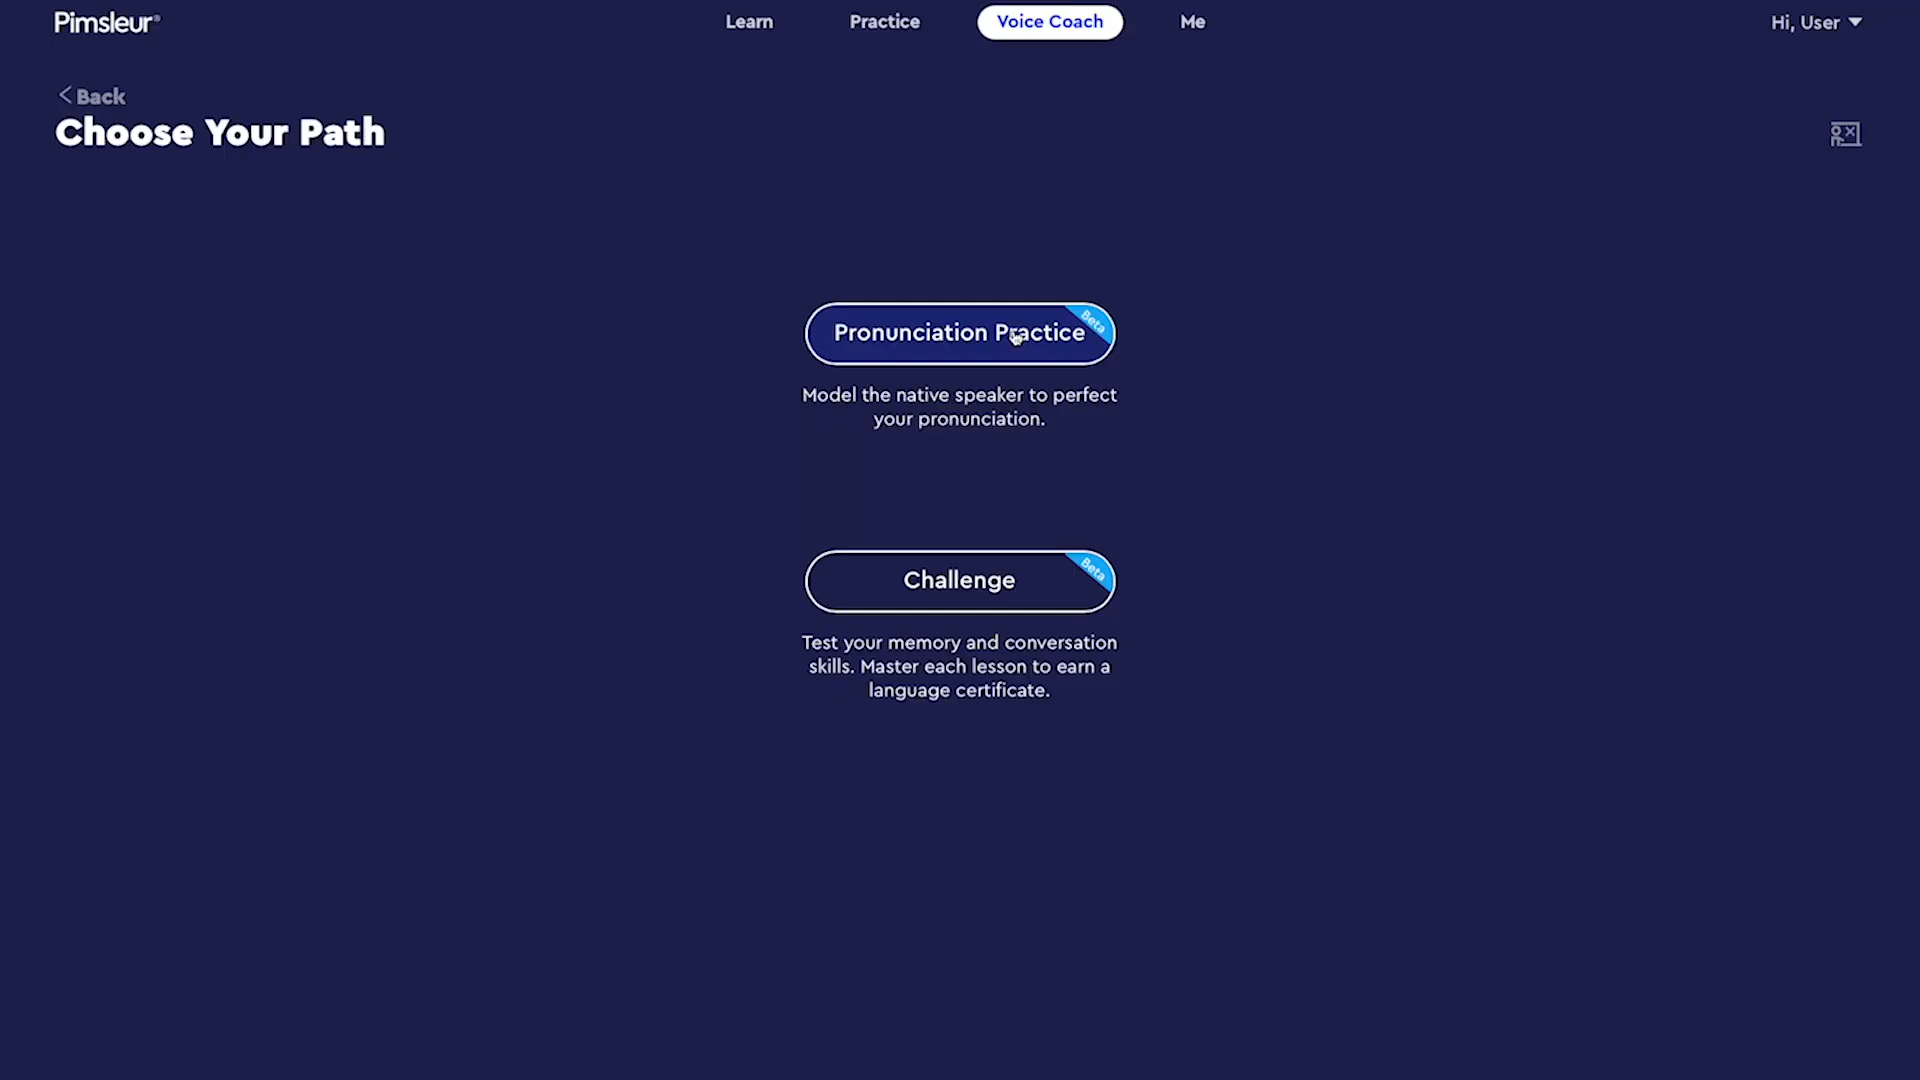 Pimsleur®
Learn
Practice
Voice Coach
Me
Hi, User
Back
Choose Your Path
Pronunciation Practice
Beta
Model the native speaker to perfect
your pronunciation.
Challenge
Beta
Test your memory and conversation
skills. Master each lesson to earn a
language certificate.